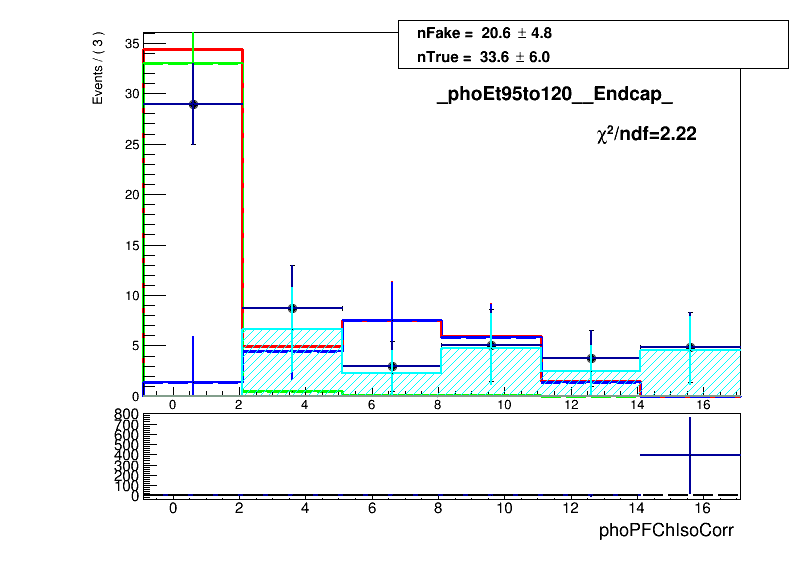 nFake = 20.6 ± 4.8
nTrue = 33.6 ± 6.0
_phoEt95to120__Endcap_
χ²/ndf=2.22
Events / ( 3 )
35
30
25
20
15
10
5
0
0 2 4 6 8 10 12 14 16
800
700
600
500
400
300
200
100
0
0 2 4 6 8 10 12 14 16
phoPFChIsoCorr